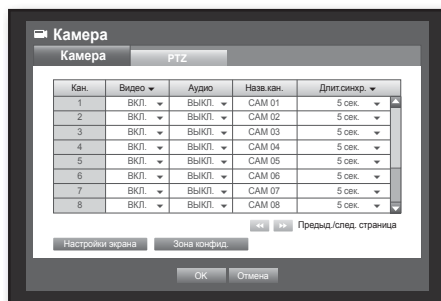 Камера
Камера PTZ
Кан. Видео Аудио Назв.кан. Длит.синхр.
1 ВКЛ. ВЫКЛ. CAM 01 5 сек.
2 ВКЛ. ВЫКЛ. CAM 02 5 сек.
3 ВКЛ. ВЫКЛ. CAM 03 5 сек.
4 ВКЛ. ВЫКЛ. CAM 04 5 сек.
5 ВКЛ. ВЫКЛ. CAM 05 5 сек.
6 ВКЛ. ВЫКЛ. CAM 06 5 сек.
7 ВКЛ. ВЫКЛ. CAM 07 5 сек.
8 ВКЛ. ВЫКЛ. CAM 08 5 сек.
Предыд./след. страница
Настройки экрана Зона конфид.
OK Отмена